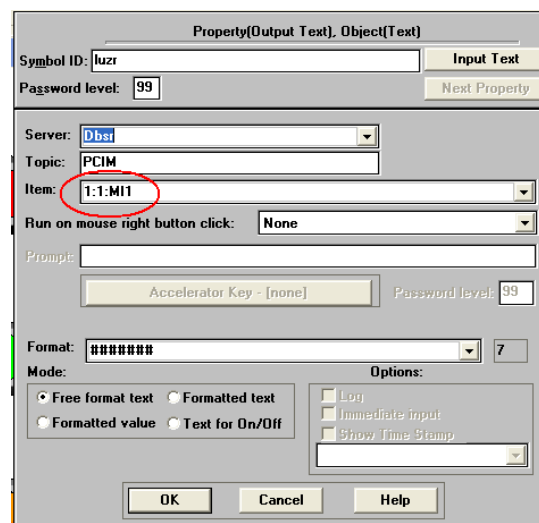 Property(Output Text), Object(Text)
Symbol ID: luzr Input Text
Password level: 99 Next Property
Server: Dbsr
Topic: PCIM
Item: 1:1:MI1
Run on mouse right button click: None
Prompt:
Accelerator Key - [none] Password level: 99
Format: ####### 7
Mode: Options:
Free format text Formatted text Log
Immediate input
Formatted value Text for On/Off Show Time Stamp
OK Cancel Help